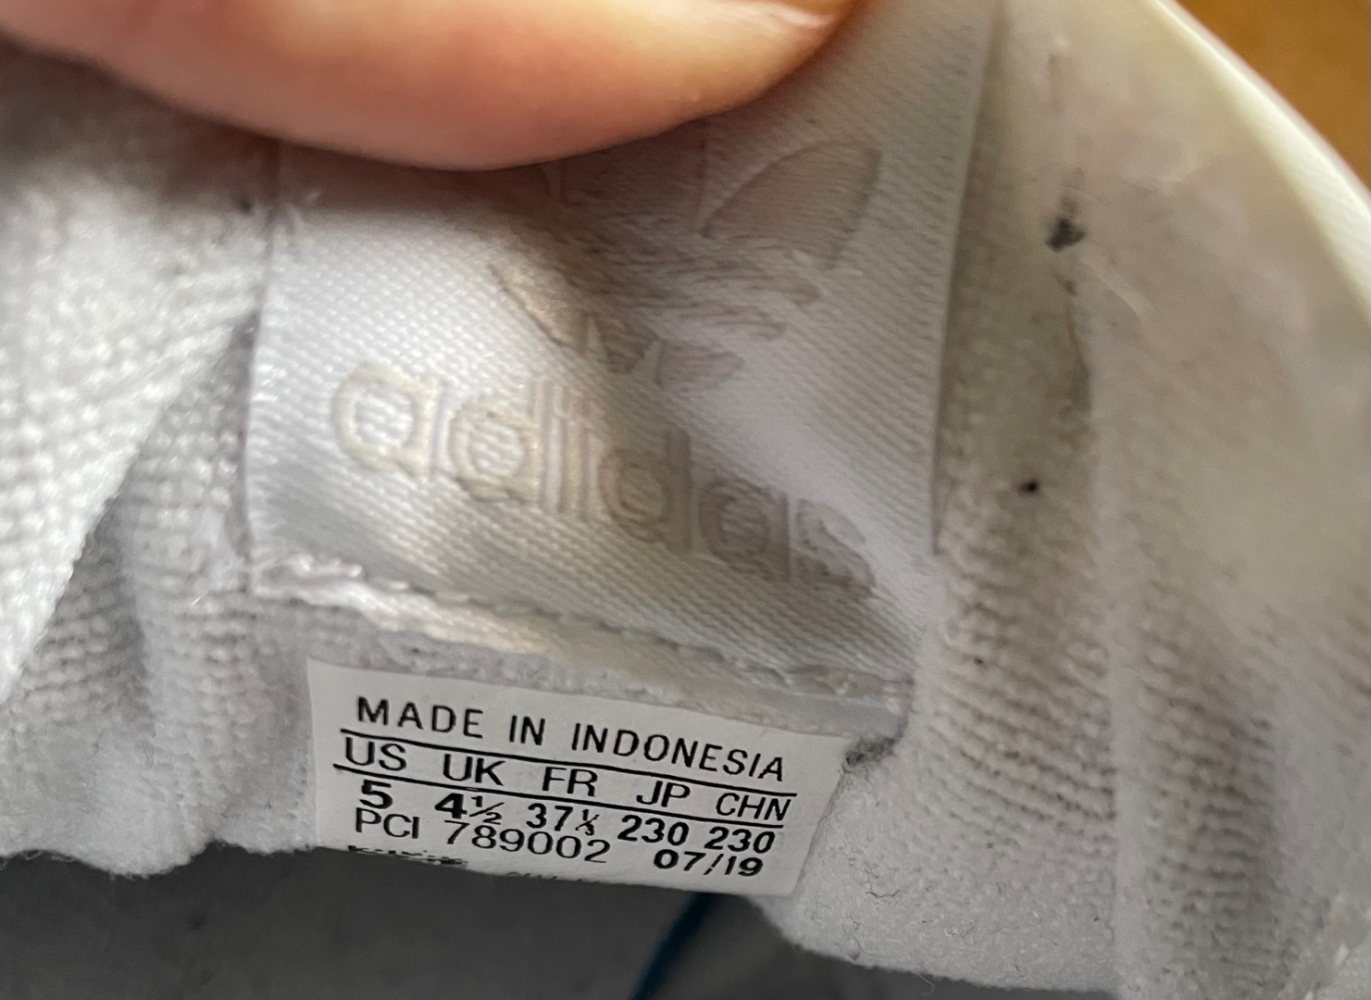 adidas
MADE IN INDONESIA
US UK FR JP CHN
5 4½ 37⅓ 230 230
PCI 789002 07/19